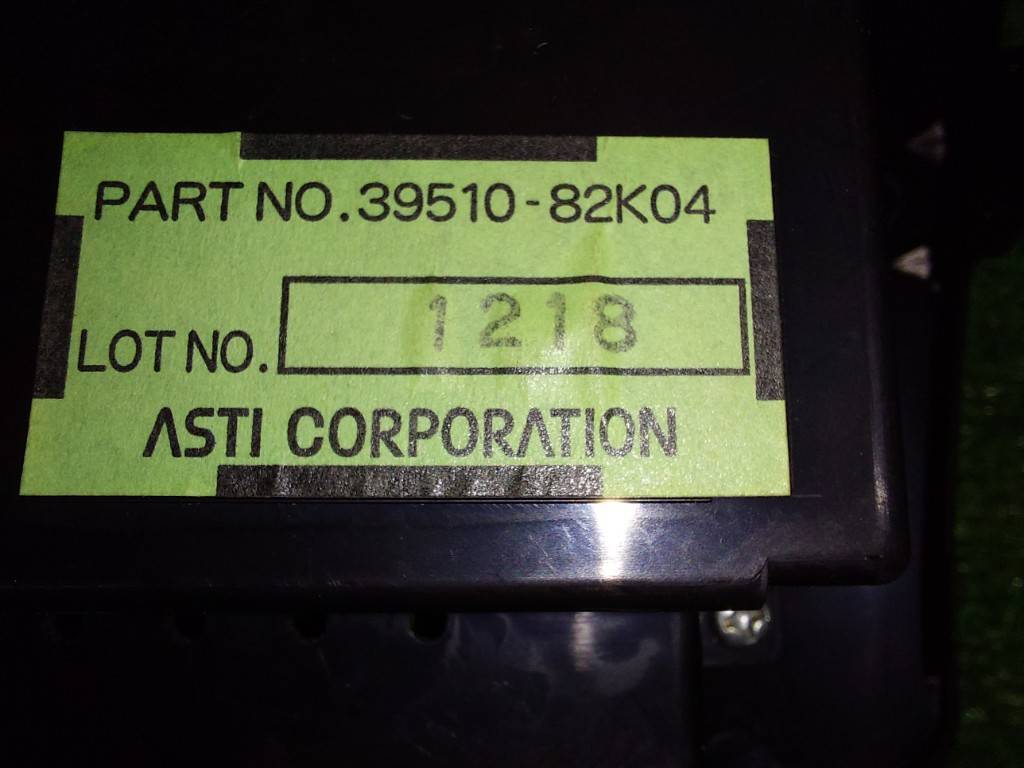 PART NO.39510-82K04
LOT NO. 1218
ASTI CORPORATION